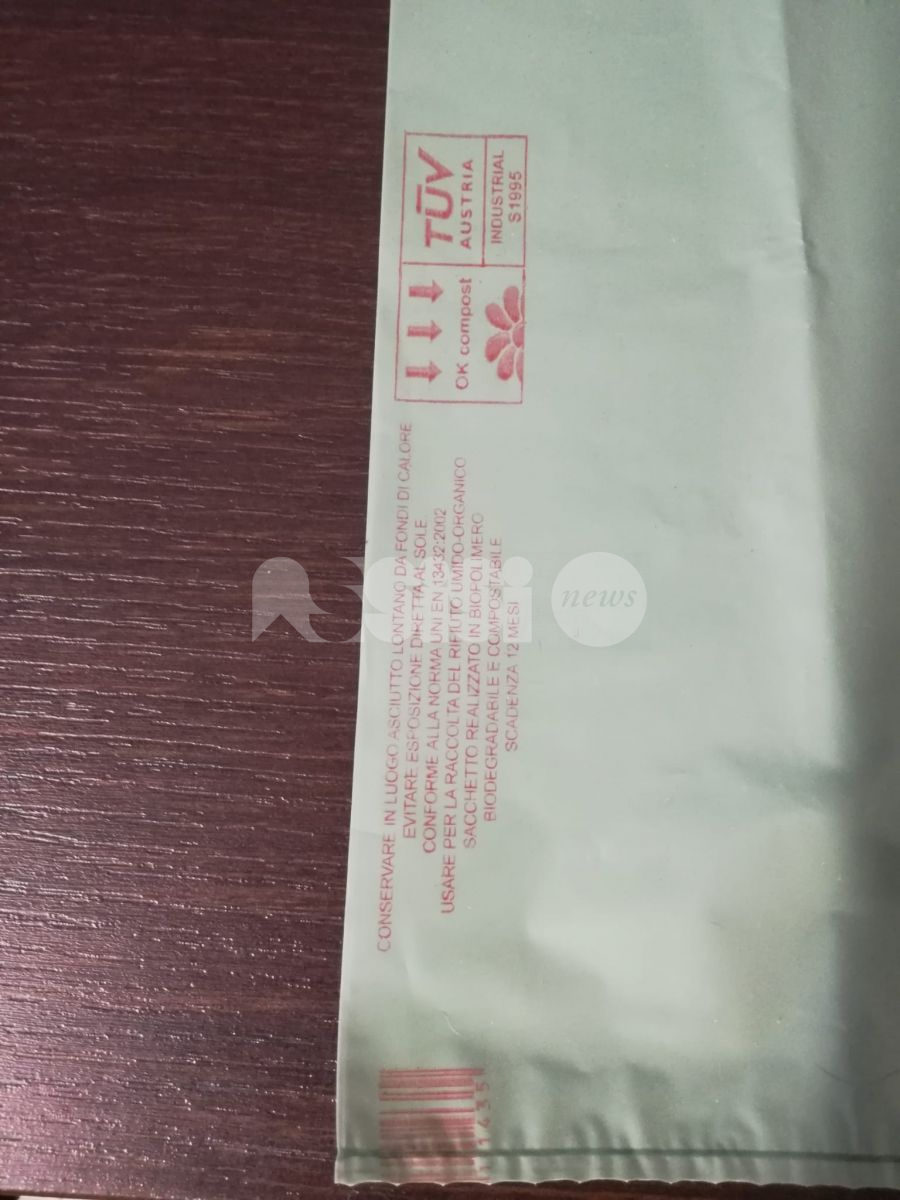 CONSERVARE IN LUOGO ASCIUTTO LONTANO DA FONDI DI CALORE
EVITARE ESPOSIZIONE DIRETTA AL SOLE
CONFORME ALLA NORMA UNI EN 13432:2002
USARE PER LA RACCOLTA DEL RIFIUTO UMIDO-ORGANICO
SACCHETTO REALIZZATO IN BIOPOLIMERO
BIODEGRADABILE E COMPOSTABILE
SCADENZA 12 MESI
OK compost
TÜV
AUSTRIA
INDUSTRIAL
S1995
news